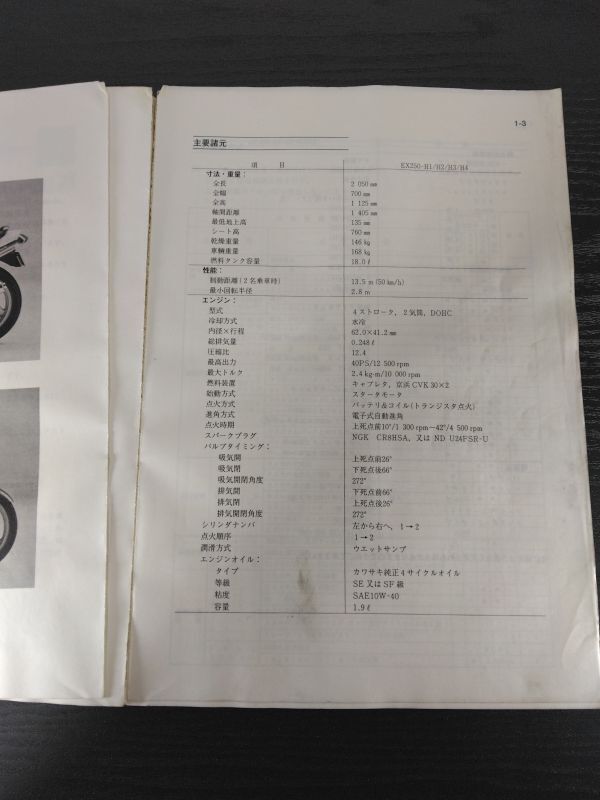 1-3
主要諸元
項 目 EX250-H1/H2/H3/H4
寸法・重量：
全長 2 050 mm
全幅 700 mm
全高 1 125 mm
軸間距離 1 405 mm
最低地上高 135 mm
シート高 760 mm
乾燥重量 146 kg
車輌重量 168 kg
燃料タンク容量 18.0 ℓ
性能：
制動距離(2名乗車時) 13.5 m (50 km/h)
最小回転半径 2.8 m
エンジン：
型式 4ストローク, 2気筒, DOHC
冷却方式 水冷
内径×行程 62.0×41.2 mm
総排気量 0.248 ℓ
圧縮比 12.4
最高出力 40PS/12 500 rpm
最大トルク 2.4 kg-m/10 000 rpm
燃料装置 キャブレタ, 京浜 CVK 30×2
始動方式 スタータモータ
点火方式 バッテリ&コイル(トランジスタ点火)
進角方式 電子式自動進角
点火時期 上死点前10°/1 300 rpm～42°/4 500 rpm
スパークプラグ NGK CR8HSA, 又は ND U24FSR-U
バルブタイミング：
吸気開 上死点前26°
吸気閉 下死点後66°
吸気開閉角度 272°
排気開 下死点前66°
排気閉 上死点後26°
排気開閉角度 272°
シリンダナンバ 左から右へ, 1→2
点火順序 1→2
潤滑方式 ウエットサンプ
エンジンオイル：
タイプ カワサキ純正4サイクルオイル
等級 SE 又は SF 級
粘度 SAE10W-40
容量 1.9 ℓ